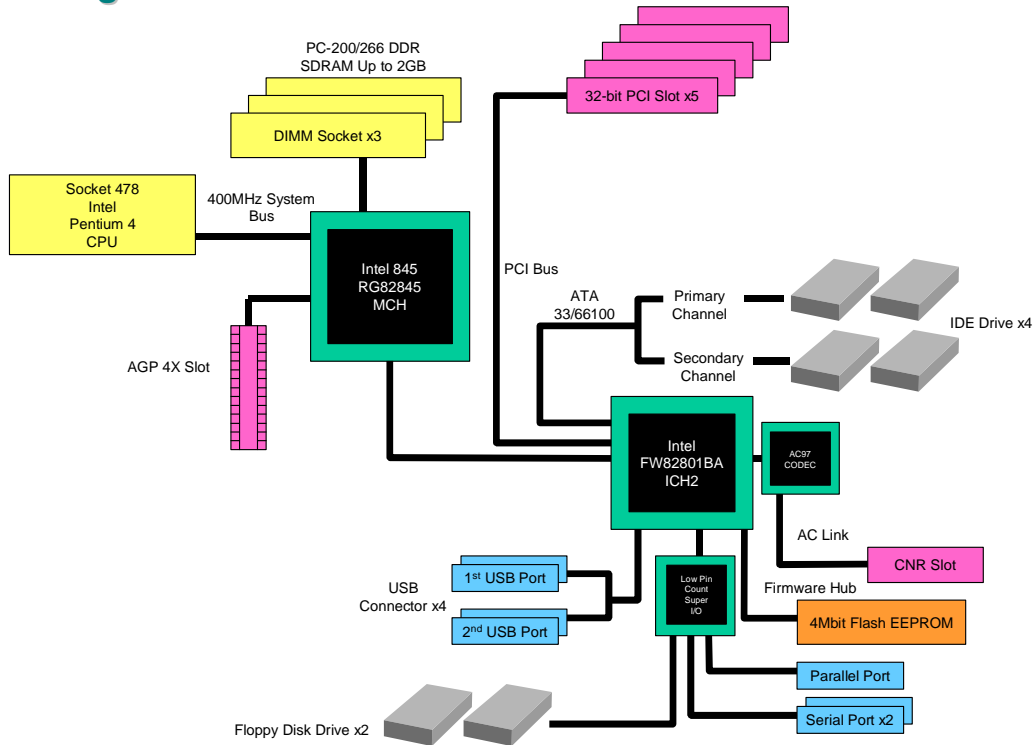 PC-200/266 DDR
SDRAM Up to 2GB
DIMM Socket x3
32-bit PCI Slot x5
Socket 478
Intel
Pentium 4
CPU
400MHz System
Bus
Intel 845
RG82845
MCH
AGP 4X Slot
PCI Bus
ATA
33/66100
Primary
Channel
Secondary
Channel
IDE Drive x4
Intel
FW82801BA
ICH2
AC97
CODEC
AC Link
CNR Slot
USB
Connector x4
1st USB Port
2nd USB Port
Low Pin
Count
Super
I/O
Firmware Hub
4Mbit Flash EEPROM
Parallel Port
Serial Port x2
Floppy Disk Drive x2